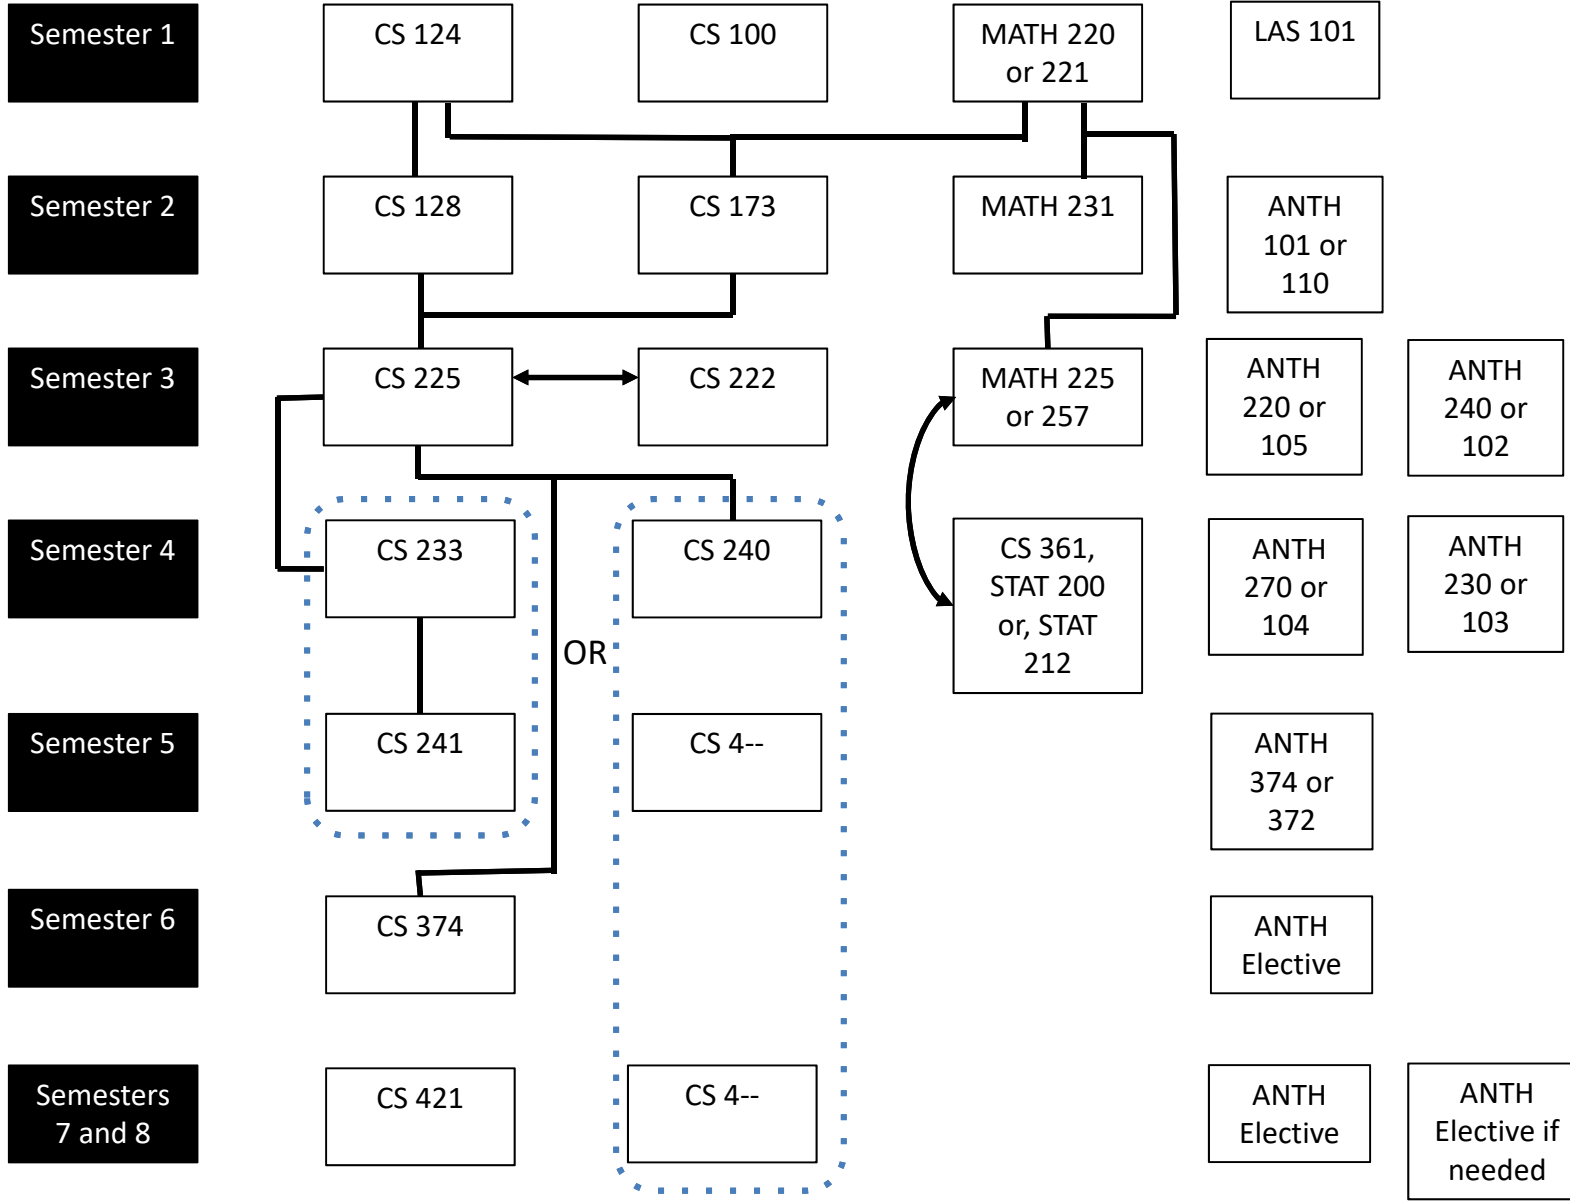 Semester 1
CS 124
CS 100
MATH 220
or 221
LAS 101
Semester 2
CS 128
CS 173
MATH 231
ANTH
101 or
110
Semester 3
CS 225
CS 222
MATH 225
or 257
ANTH
220 or
105
ANTH
240 or
102
Semester 4
CS 233
CS 240
CS 361,
STAT 200
or, STAT
212
ANTH
270 or
104
ANTH
230 or
103
OR
Semester 5
CS 241
CS 4--
ANTH
374 or
372
Semester 6
CS 374
ANTH
Elective
Semesters
7 and 8
CS 421
CS 4--
ANTH
Elective
ANTH
Elective if
needed